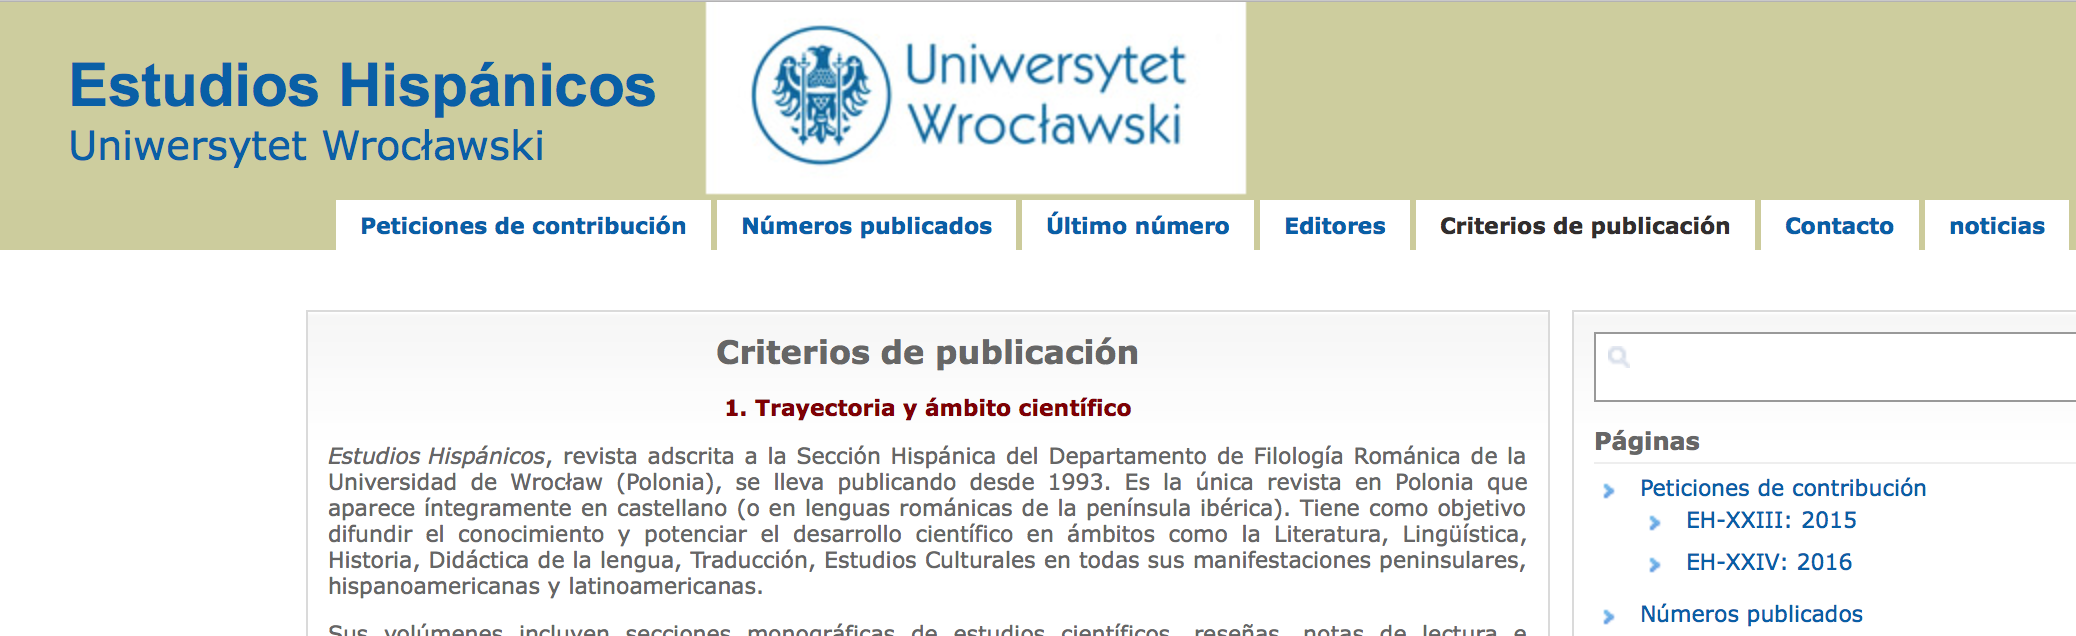 Estudios Hispánicos
Uniwersytet Wrocławski
Uniwersytet
Wrocławski
Peticiones de contribución
Números publicados
Último número
Editores
Criterios de publicación
Contacto
noticias
Criterios de publicación
1. Trayectoria y ámbito científico
Estudios Hispánicos, revista adscrita a la Sección Hispánica del Departamento de Filología Románica de la
Universidad de Wrocław (Polonia), se lleva publicando desde 1993. Es la única revista en Polonia que
aparece íntegramente en castellano (o en lenguas románicas de la península ibérica). Tiene como objetivo
difundir el conocimiento y potenciar el desarrollo científico en ámbitos como la Literatura, Lingüística,
Historia, Didáctica de la lengua, Traducción, Estudios Culturales en todas sus manifestaciones peninsulares,
hispanoamericanas y latinoamericanas.
Sus volúmenes incluyen secciones monográficas de estudios científicos, reseñas, notas de lectura e
Páginas
Peticiones de contribución
EH-XXIII: 2015
EH-XXIV: 2016
Números publicados